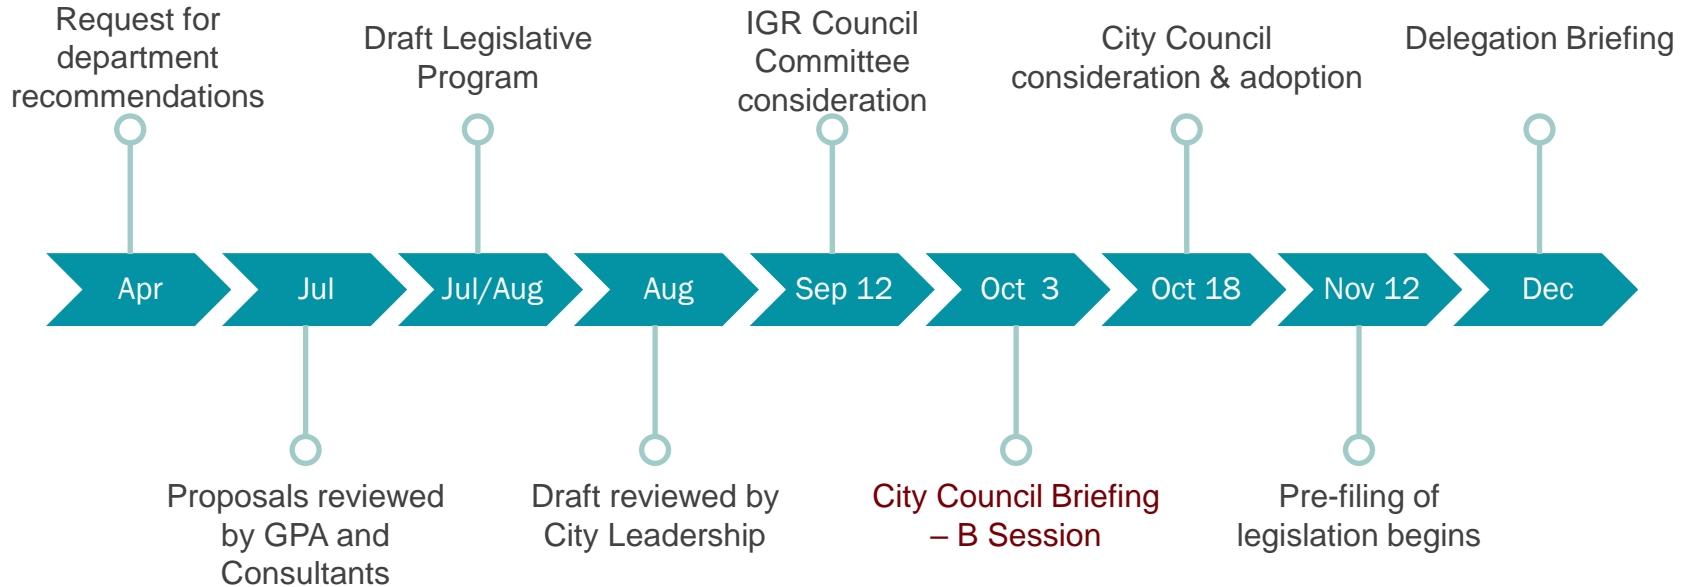 Request for
department
recommendations
Draft Legislative
Program
IGR Council
Committee
consideration
City Council
consideration & adoption
Delegation Briefing
Apr
Jul
Jul/Aug
Aug
Sep 12
Oct 3
Oct 18
Nov 12
Dec
Proposals reviewed
by GPA and
Consultants
Draft reviewed by
City Leadership
City Council Briefing
– B Session
Pre-filing of
legislation begins